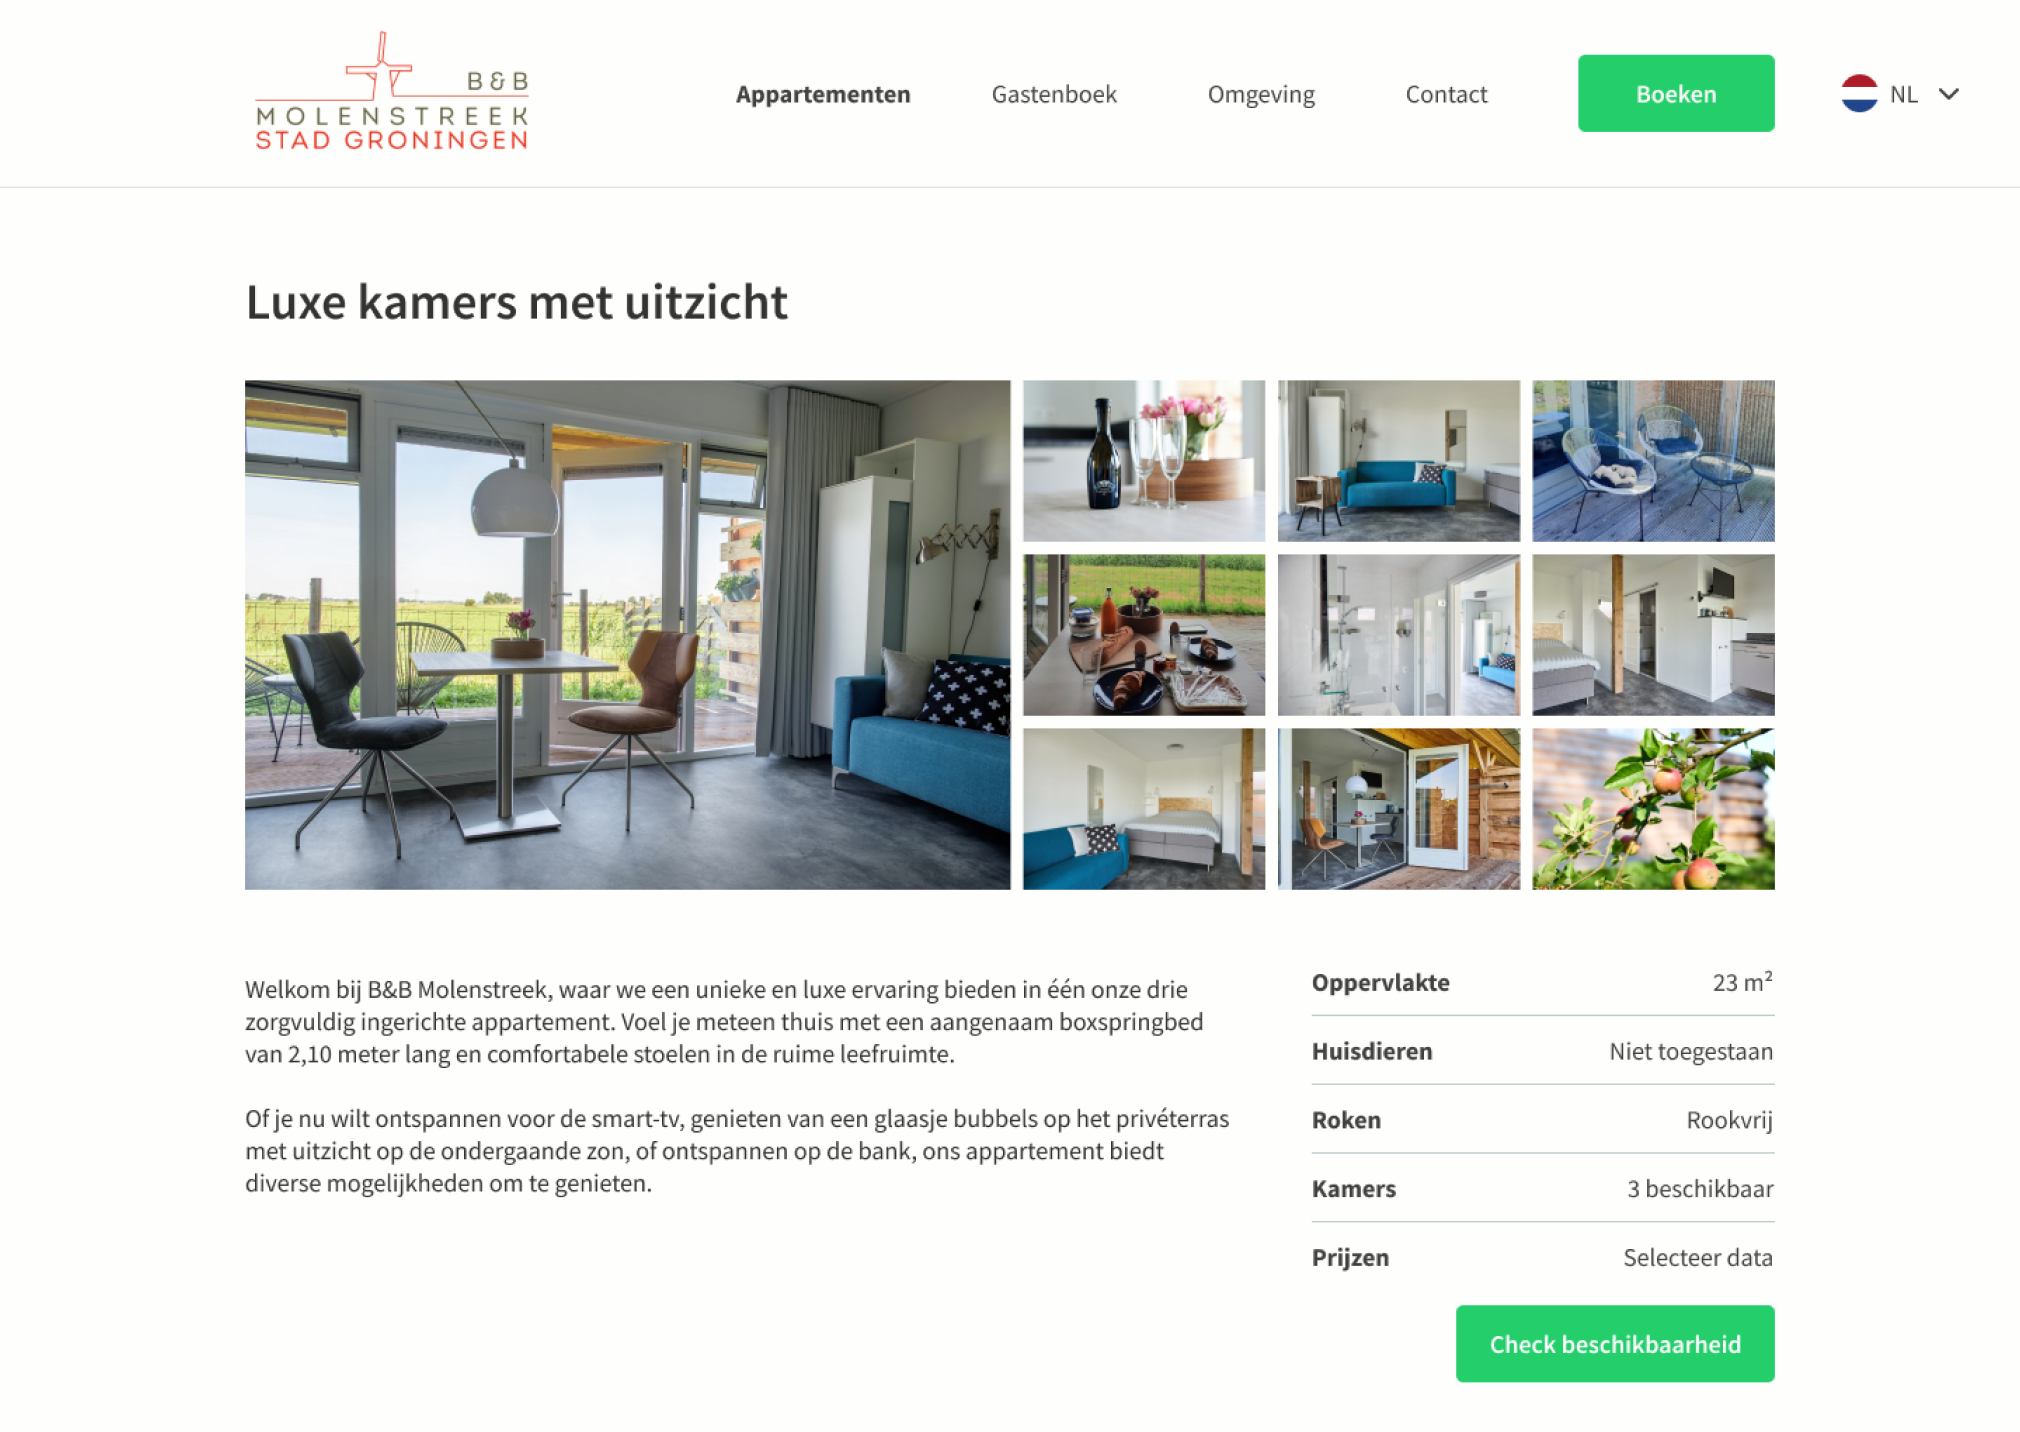 B&B
MOLENSTREEK
STAD GRONINGEN
Appartementen
Gastenboek
Omgeving
Contact
Boeken
NL
Luxe kamers met uitzicht
Welkom bij B&B Molenstreek, waar we een unieke en luxe ervaring bieden in één onze drie
zorgvuldig ingerichte appartement. Voel je meteen thuis met een aangenaam boxspringbed
van 2,10 meter lang en comfortabele stoelen in de ruime leefruimte.
Of je nu wilt ontspannen voor de smart-tv, genieten van een glaasje bubbels op het privéterras
met uitzicht op de ondergaande zon, of ontspannen op de bank, ons appartement biedt
diverse mogelijkheden om te genieten.
Oppervlakte 23 m²
Huisdieren Niet toegestaan
Roken Rookvrij
Kamers 3 beschikbaar
Prijzen Selecteer data
Check beschikbaarheid